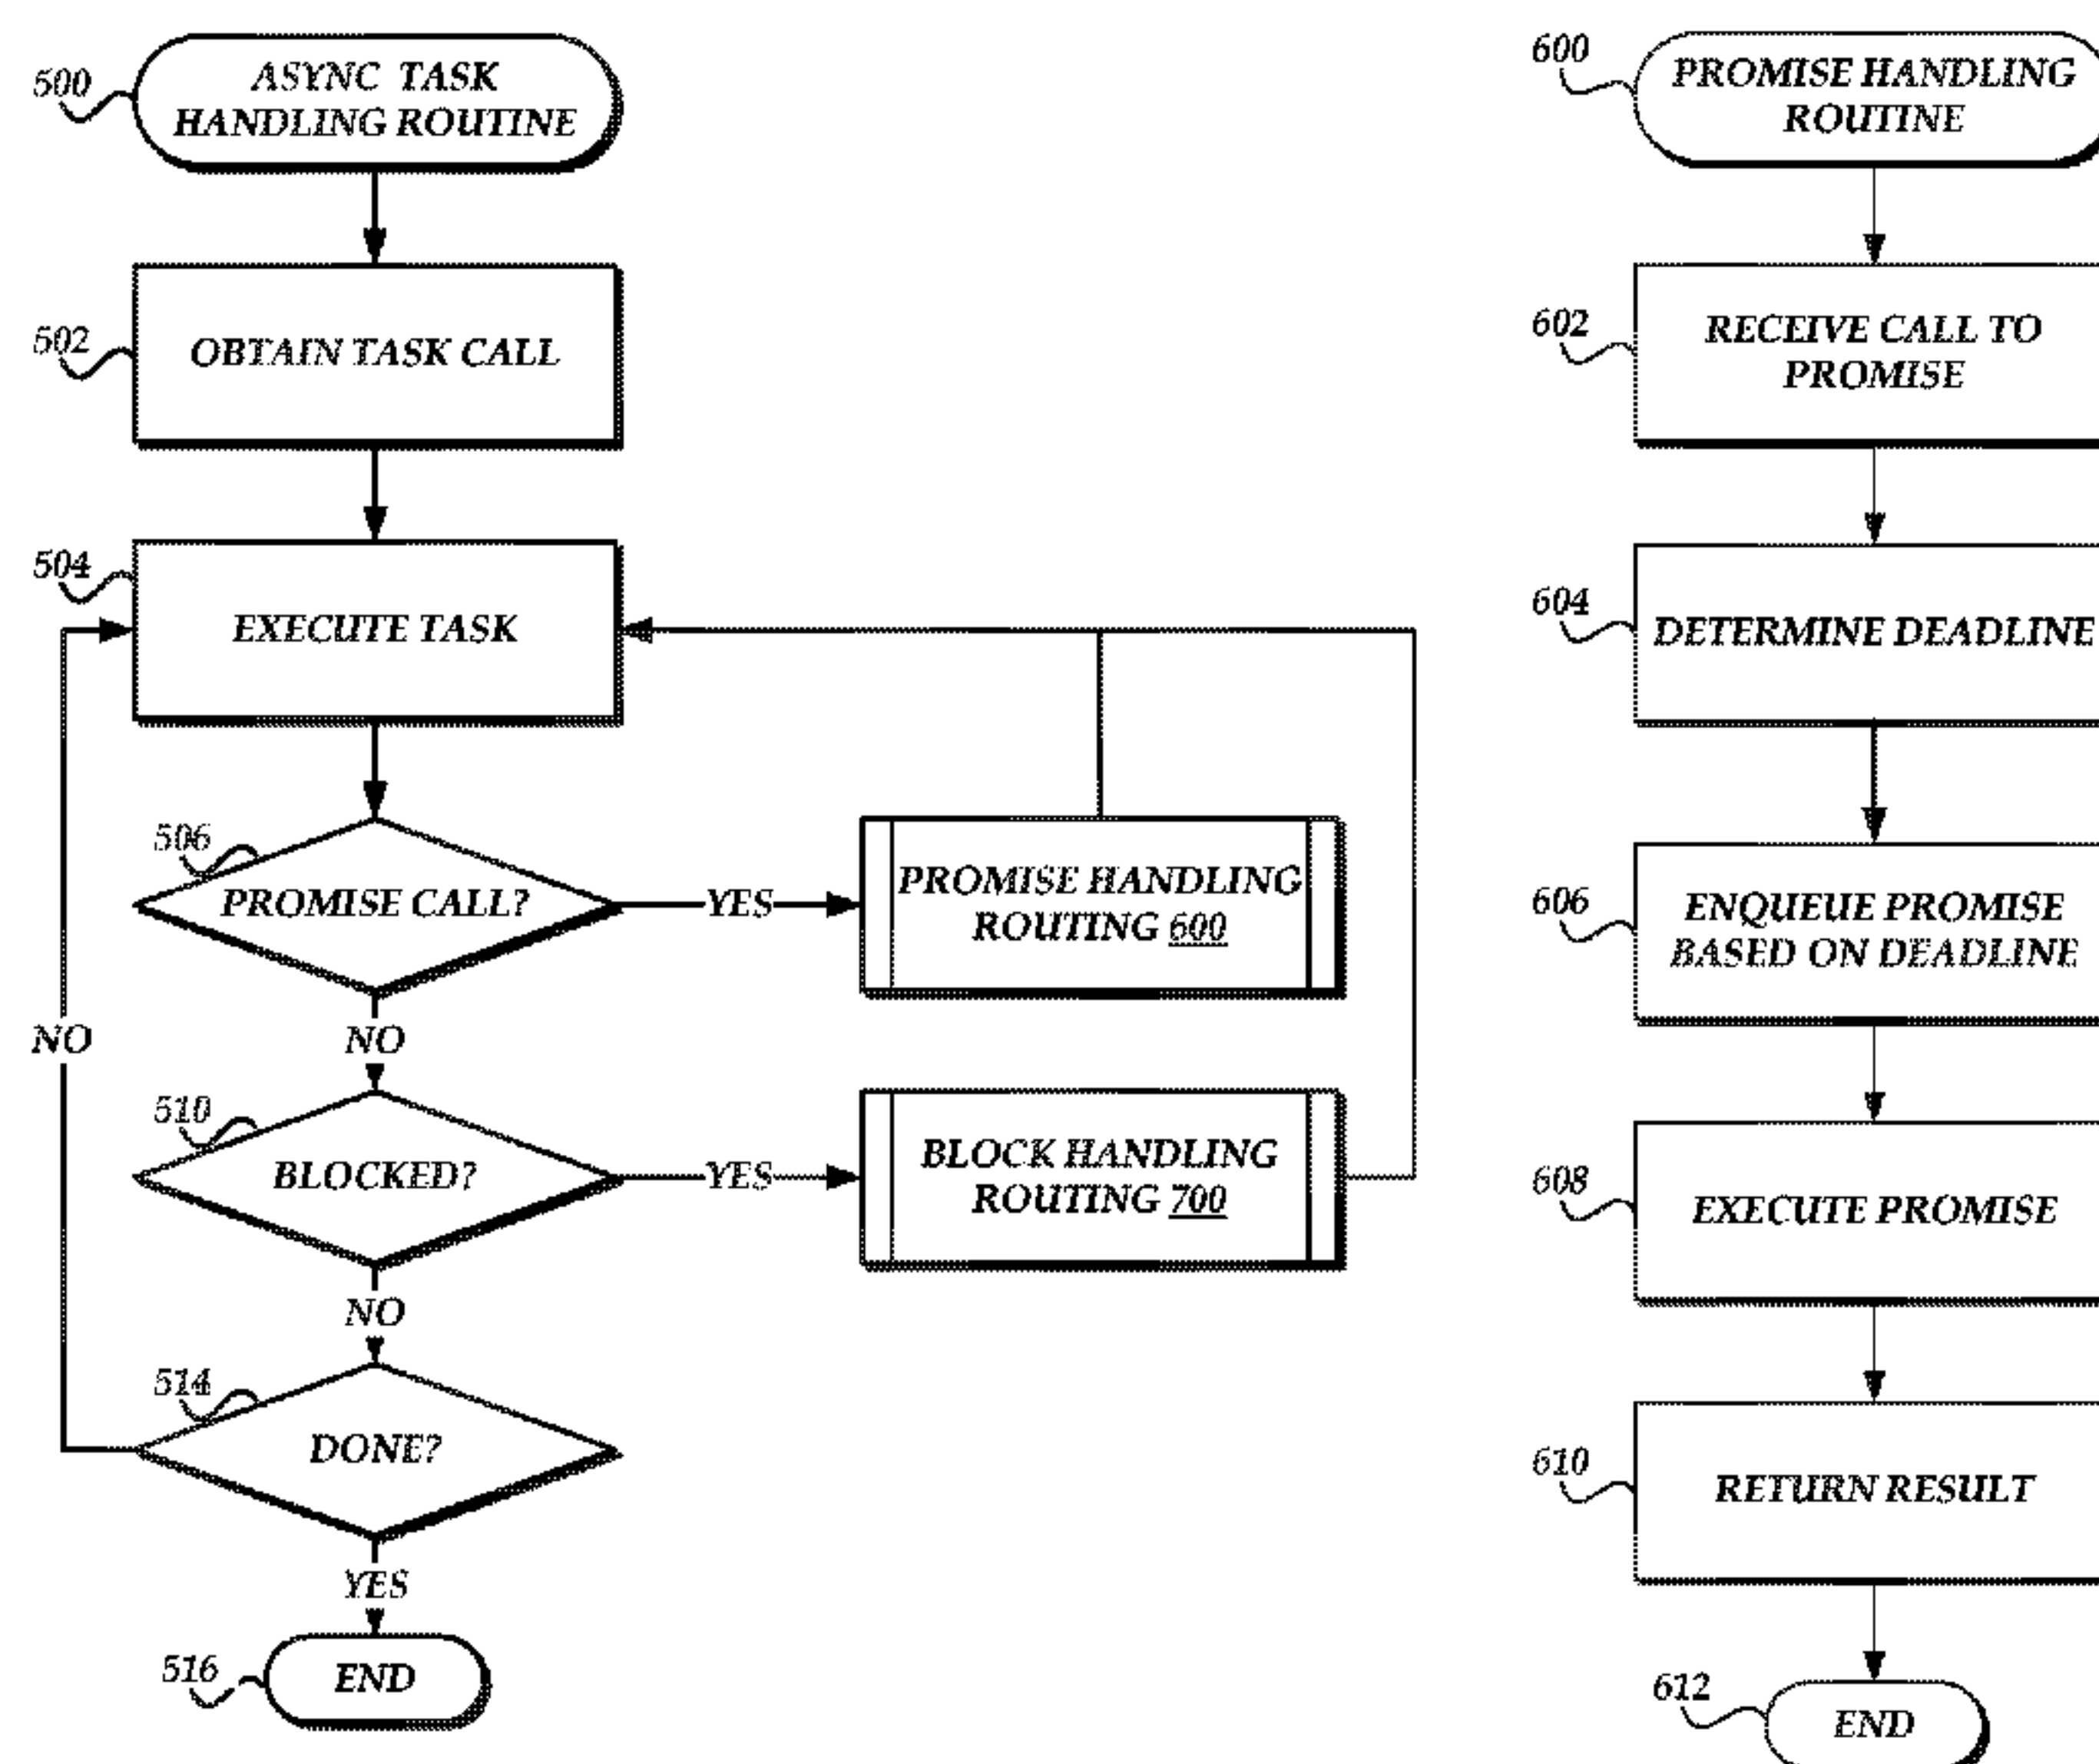 500
ASYNC TASK
HANDLING ROUTINE
502
OBTAIN TASK CALL
504
EXECUTE TASK
506
PROMISE CALL?
YES
PROMISE HANDLING
ROUTING 600
NO
NO
510
BLOCKED?
YES
BLOCK HANDLING
ROUTING 700
NO
514
DONE?
YES
516
END
600
PROMISE HANDLING
ROUTINE
602
RECEIVE CALL TO
PROMISE
604
DETERMINE DEADLINE
606
ENQUEUE PROMISE
BASED ON DEADLINE
608
EXECUTE PROMISE
610
RETURN RESULT
612
END